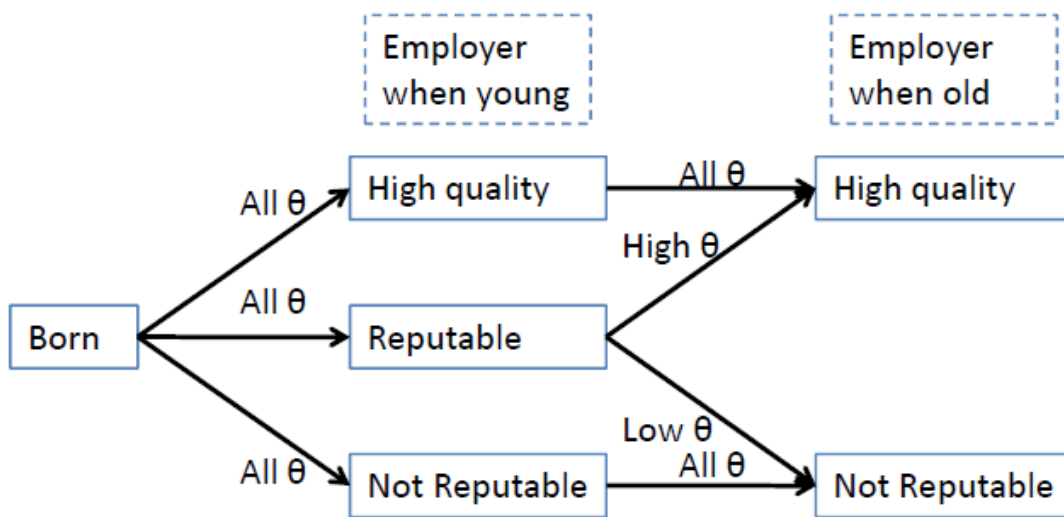 Employer
when young
Employer
when old
All θ
High quality
All θ
High quality
High θ
All θ
Born
Reputable
Low θ
All θ
Not Reputable
All θ
Not Reputable